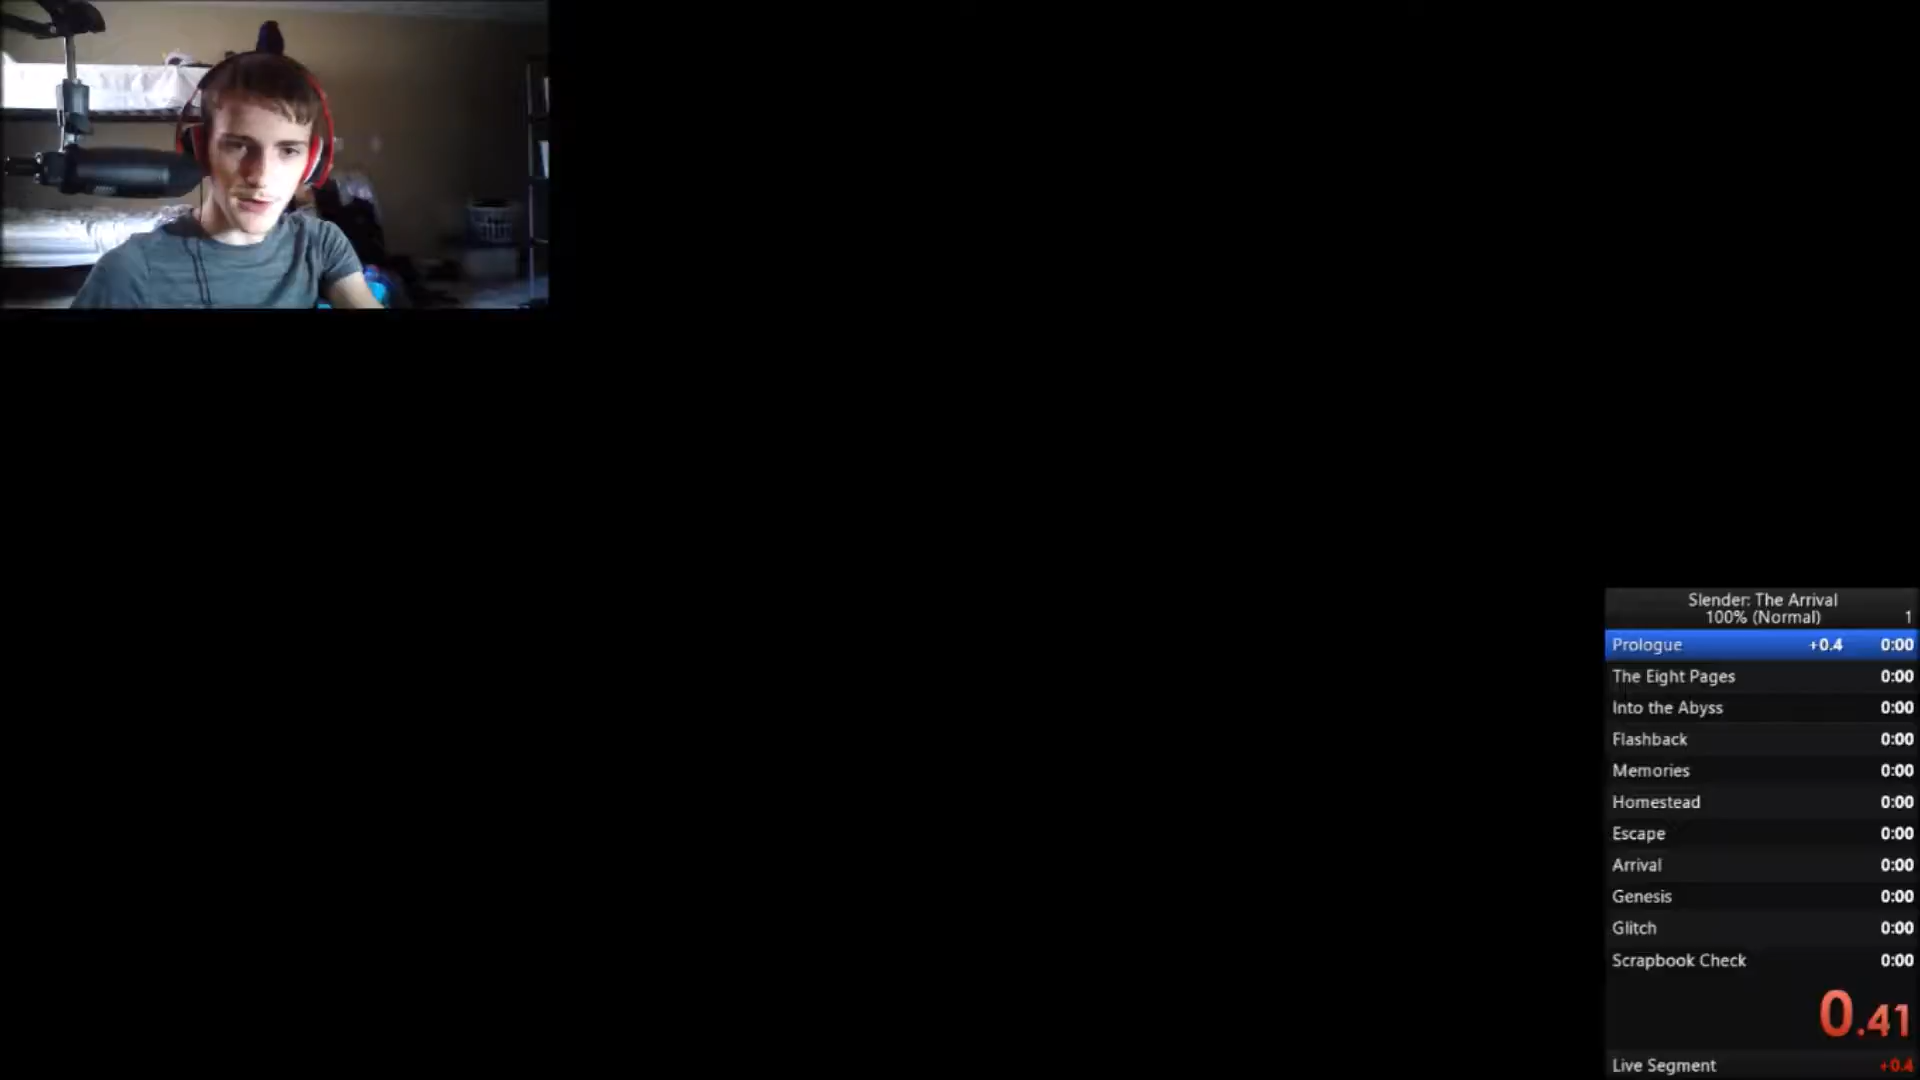 Slender: The Arrival
100% (Normal) 1
Prologue +0.4 0:00
The Eight Pages 0:00
Into the Abyss 0:00
Flashback 0:00
Memories 0:00
Homestead 0:00
Escape 0:00
Arrival 0:00
Genesis 0:00
Glitch 0:00
Scrapbook Check 0:00
0.41
Live Segment +0.4